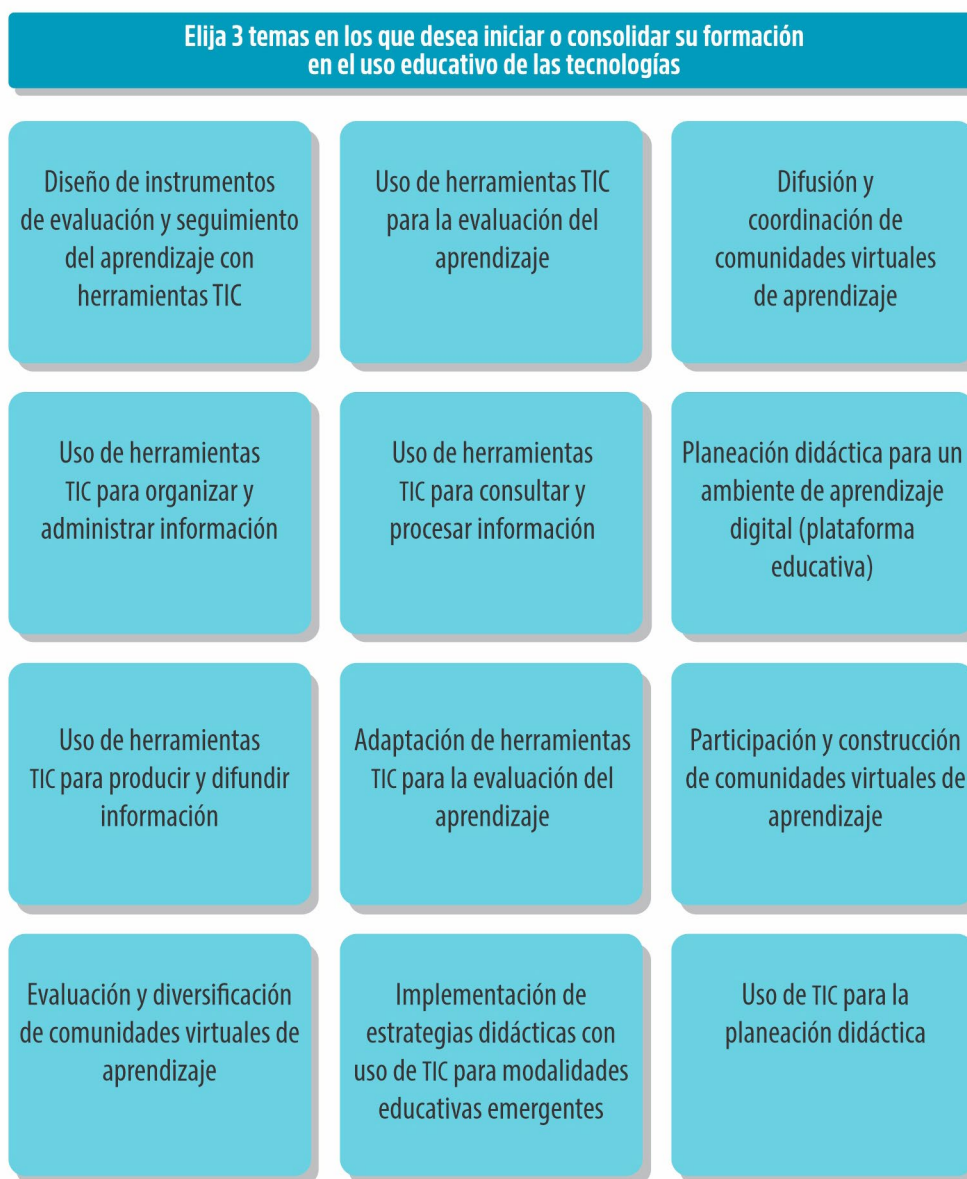 Elija 3 temas en los que desea iniciar o consolidar su formación
en el uso educativo de las tecnologías
Diseño de instrumentos
de evaluación y seguimiento
del aprendizaje con
herramientas TIC
Uso de herramientas TIC
para la evaluación del
aprendizaje
Difusión y
coordinación de
comunidades virtuales
de aprendizaje
Uso de herramientas
TIC para organizar y
administrar información
Uso de herramientas
TIC para consultar y
procesar información
Planeación didáctica para un
ambiente de aprendizaje
digital (plataforma
educativa)
Uso de herramientas
TIC para producir y difundir
información
Adaptación de herramientas
TIC para la evaluación del
aprendizaje
Participación y construcción
de comunidades virtuales de
aprendizaje
Evaluación y diversificación
de comunidades virtuales de
aprendizaje
Implementación de
estrategias didácticas con
uso de TIC para modalidades
educativas emergentes
Uso de TIC para la
planeación didáctica